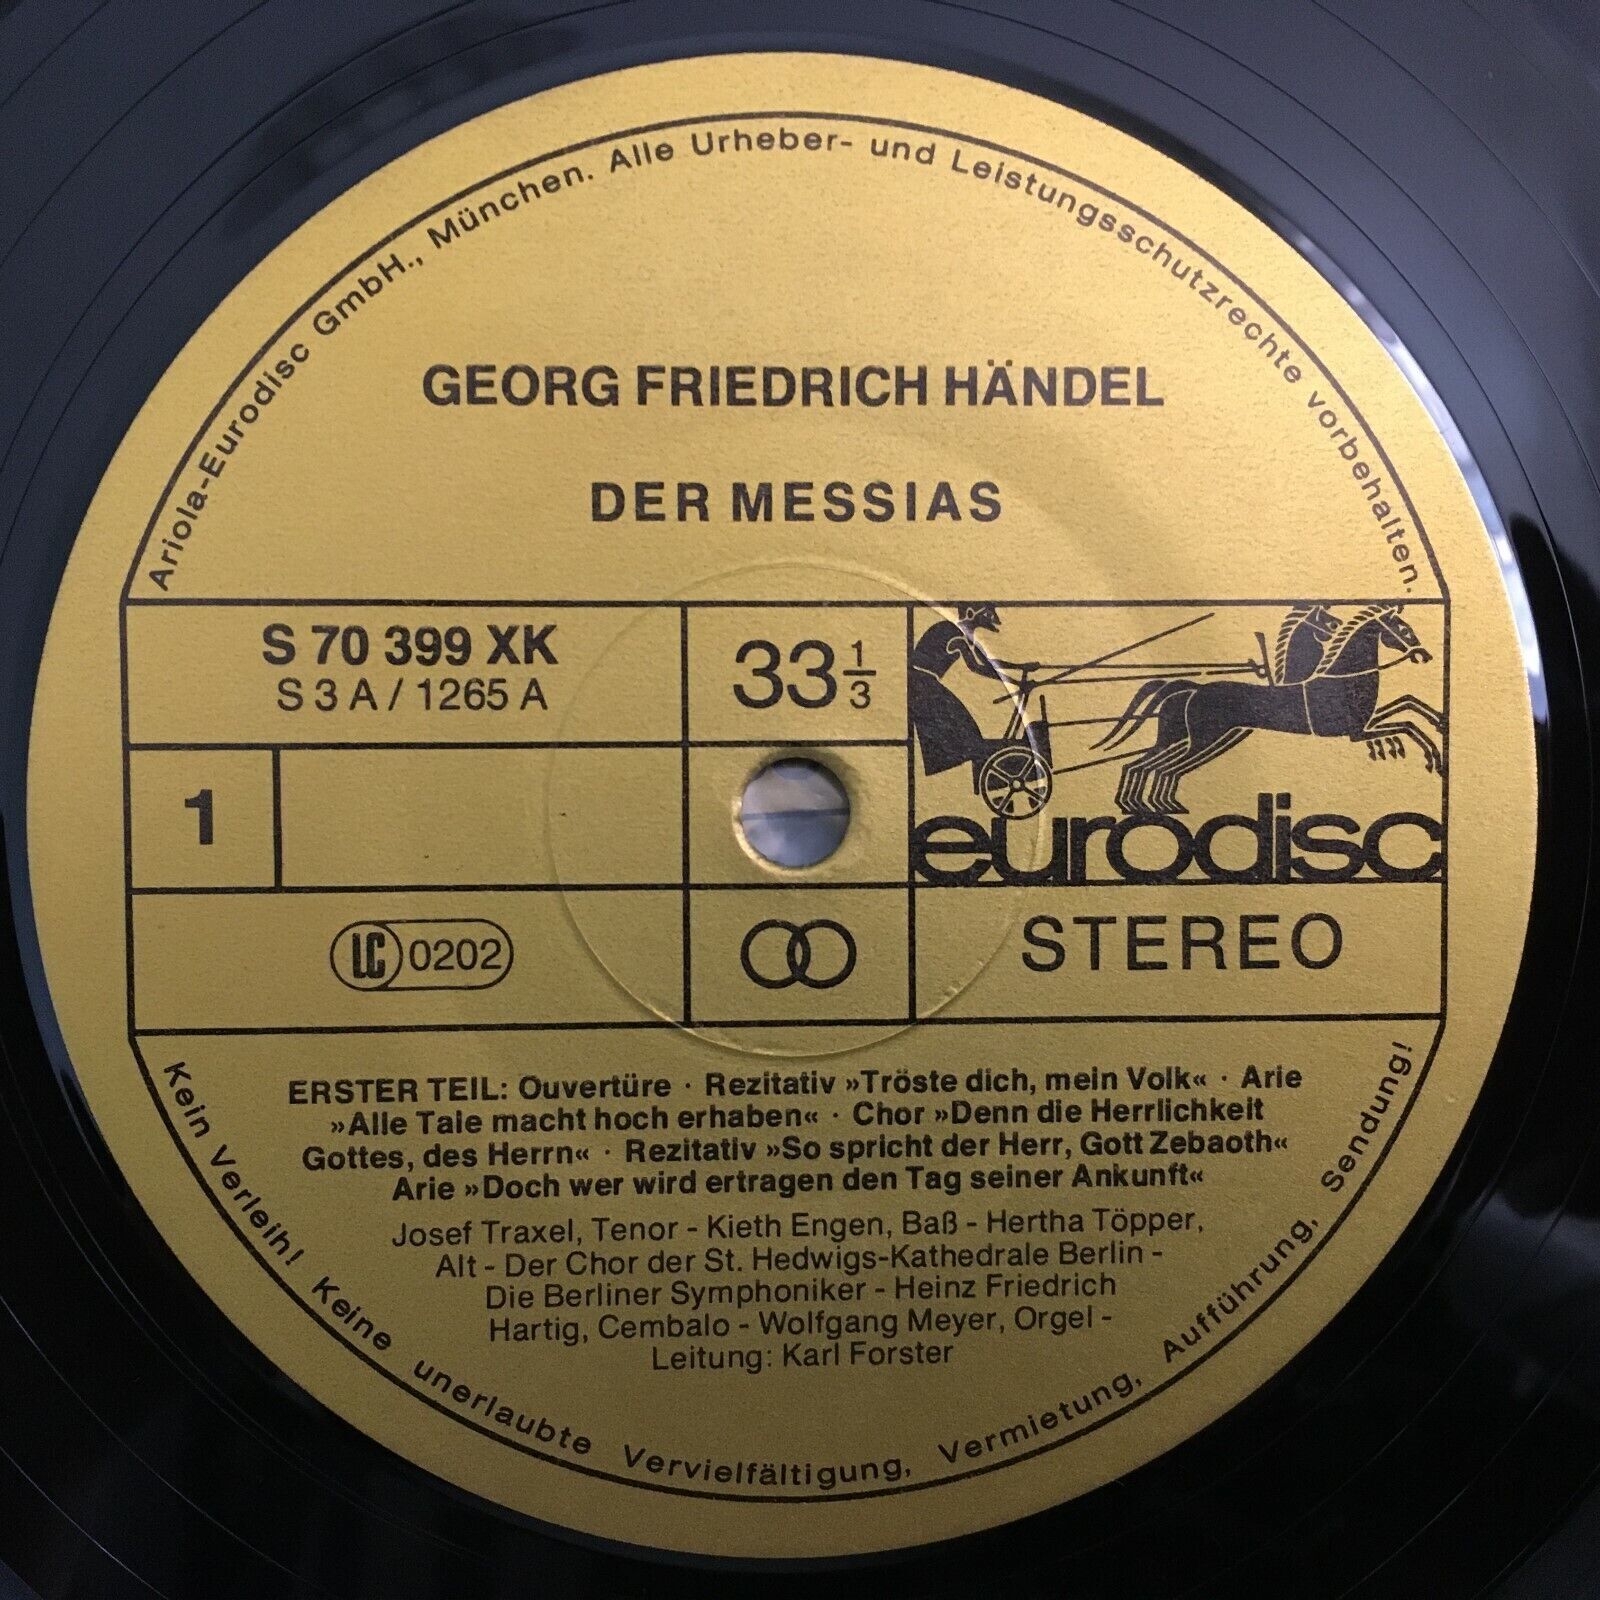 Ariola-Eurodisc GmbH., München. Alle Urheber- und Leistungsschutzrechte vorbehalten.
GEORG FRIEDRICH HÄNDEL
DER MESSIAS
S 70 399 XK
S 3 A / 1265 A
33 1/3
1
eurodisc
LC 0202
STEREO
ERSTER TEIL: Ouvertüre · Rezitativ »Tröste dich, mein Volk« · Arie
»Alle Tale macht hoch erhaben« · Chor »Denn die Herrlichkeit
Gottes, des Herrn« · Rezitativ »So spricht der Herr, Gott Zebaoth«
Arie »Doch wer wird ertragen den Tag seiner Ankunft«
Josef Traxel, Tenor - Kieth Engen, Baß - Hertha Töpper,
Alt - Der Chor der St. Hedwigs-Kathedrale Berlin -
Die Berliner Symphoniker - Heinz Friedrich
Hartig, Cembalo - Wolfgang Meyer, Orgel -
Leitung: Karl Forster
Kein Verleih! Keine unerlaubte Vervielfältigung, Vermietung, Aufführung, Sendung!